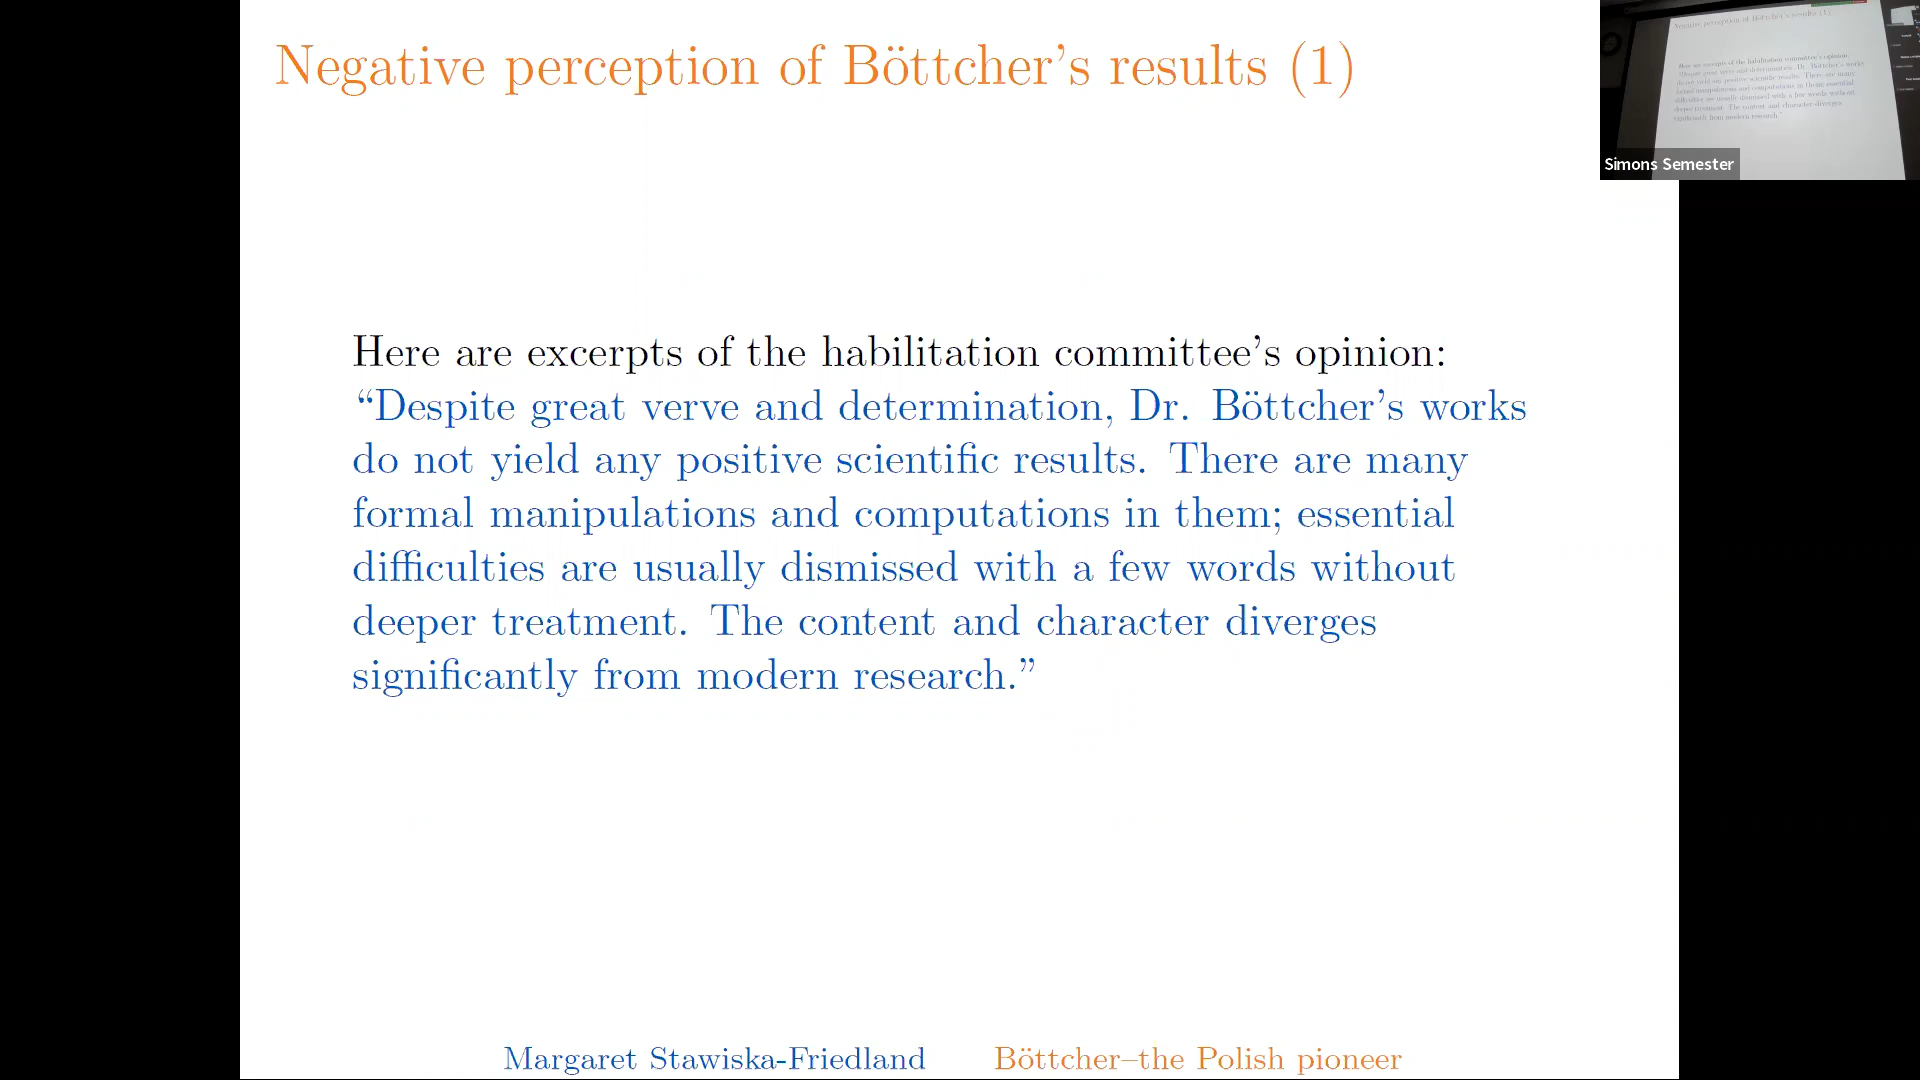 Negative perception of Böttcher's results (1)
Simons Semester
Here are excerpts of the habilitation committee's opinion:
“Despite great verve and determination, Dr. Böttcher's works
do not yield any positive scientific results. There are many
formal manipulations and computations in them; essential
difficulties are usually dismissed with a few words without
deeper treatment. The content and character diverges
significantly from modern research.”
Margaret Stawiska-Friedland Böttcher–the Polish pioneer